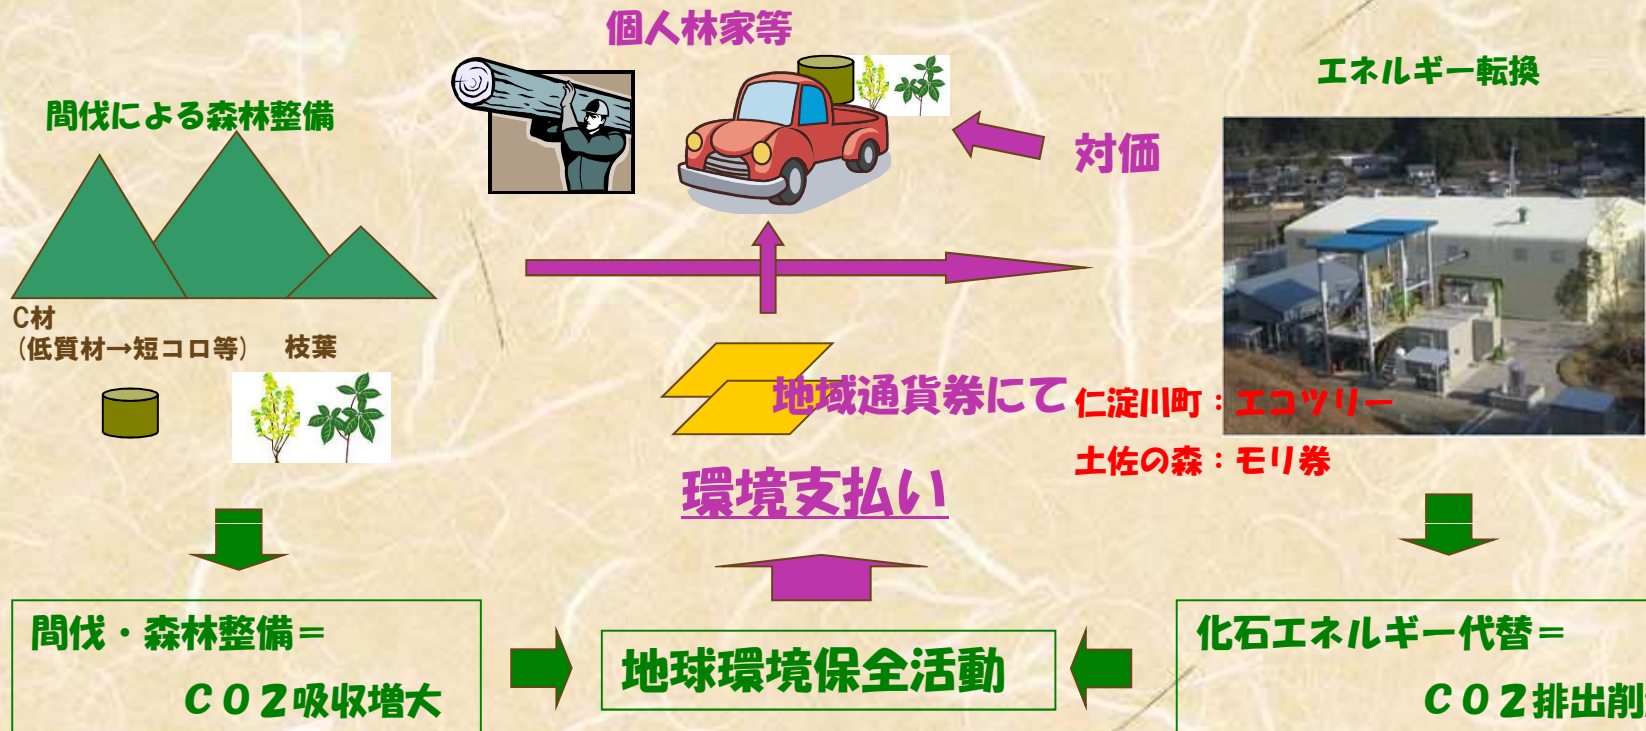 個人林家等
エネルギー転換
間伐による森林整備
対価
C材
(低質材→短コロ等) 枝葉
地域通貨券にて
仁淀川町：エコツリー
土佐の森：モリ券
環境支払い
間伐・森林整備＝
ＣＯ２吸収増大
地球環境保全活動
化石エネルギー代替＝
ＣＯ２排出削